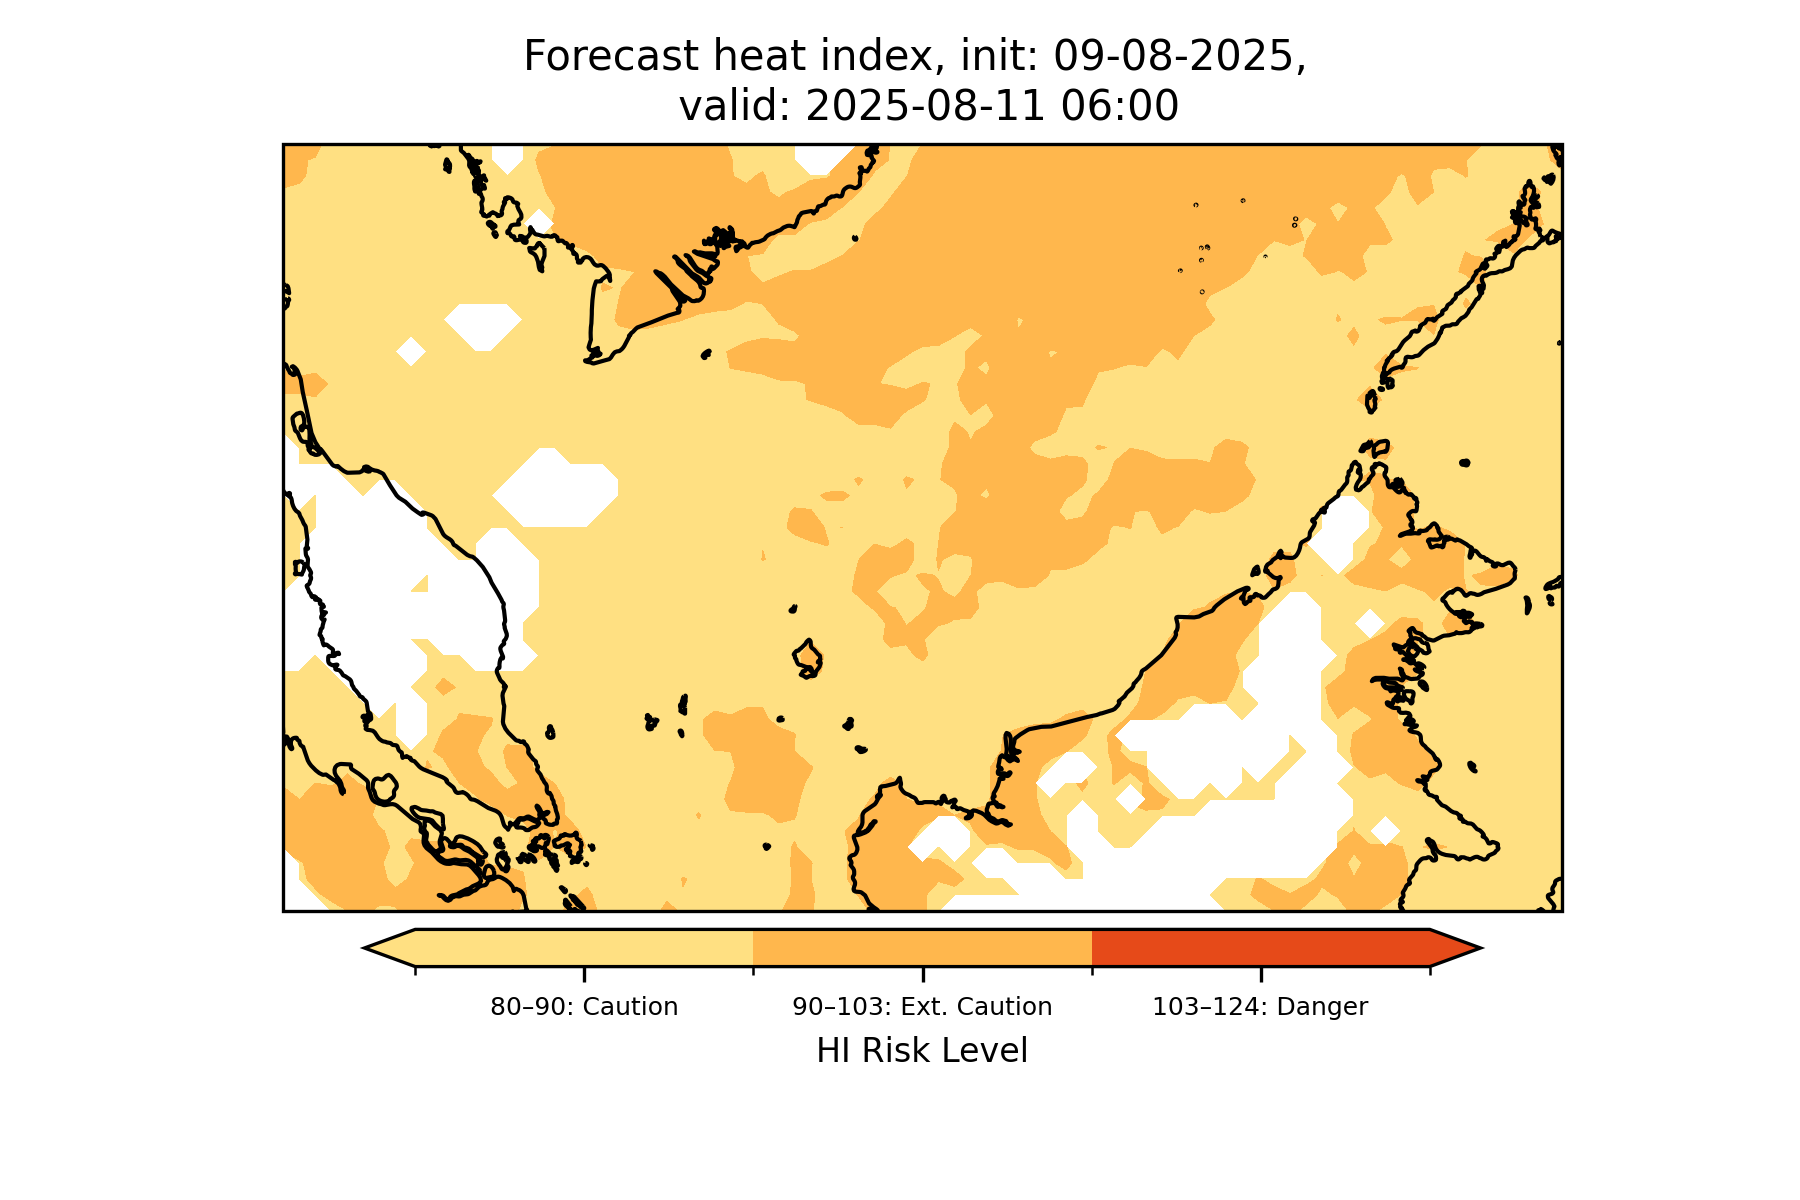 Forecast heat index, init: 09-08-2025,
valid: 2025-08-11 06:00
80–90: Caution
90–103: Ext. Caution
103–124: Danger
HI Risk Level